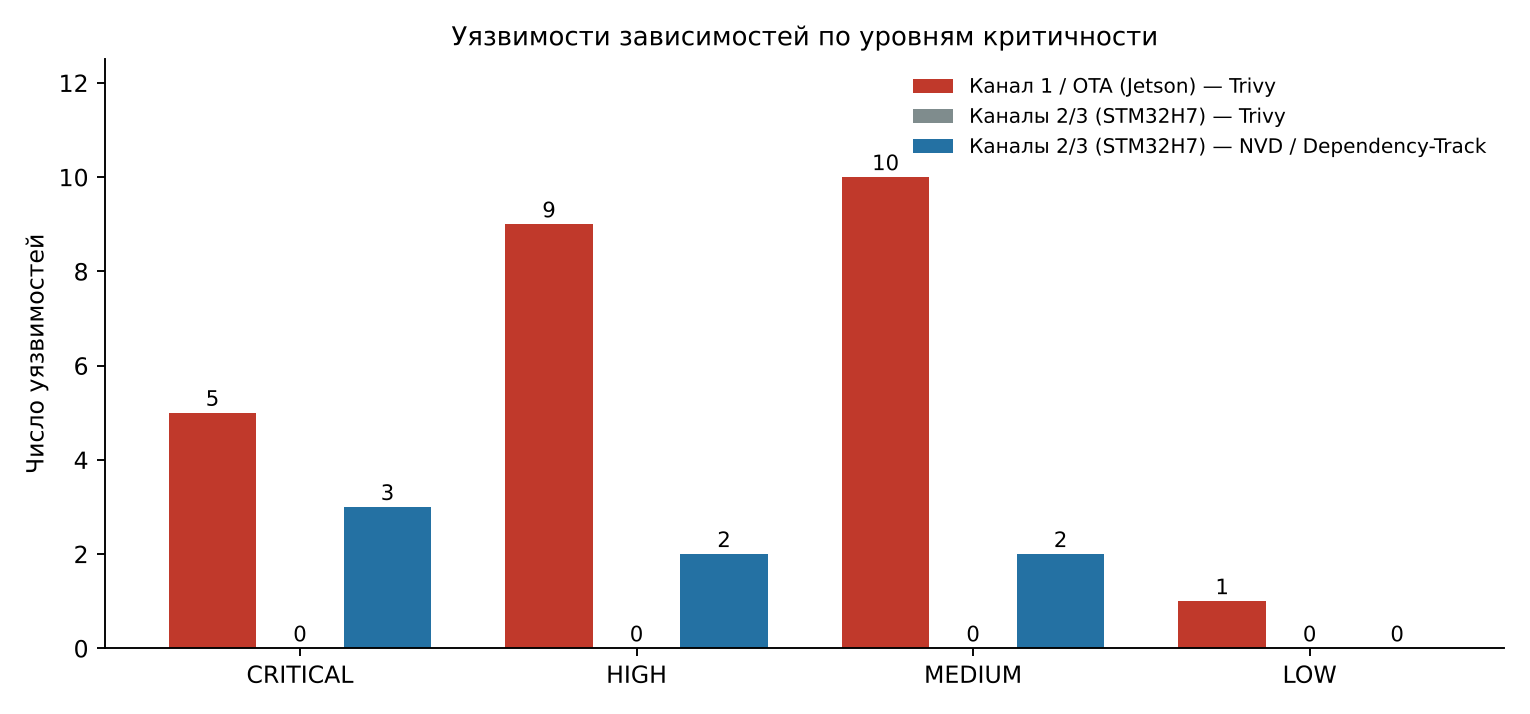 Уязвимости зависимостей по уровням критичности
Канал 1 / OTA (Jetson) — Trivy
Каналы 2/3 (STM32H7) — Trivy
Каналы 2/3 (STM32H7) — NVD / Dependency-Track
Число уязвимостей
12
10
8
6
4
2
0
5
0
3
9
0
2
10
0
2
1
0
0
CRITICAL
HIGH
MEDIUM
LOW